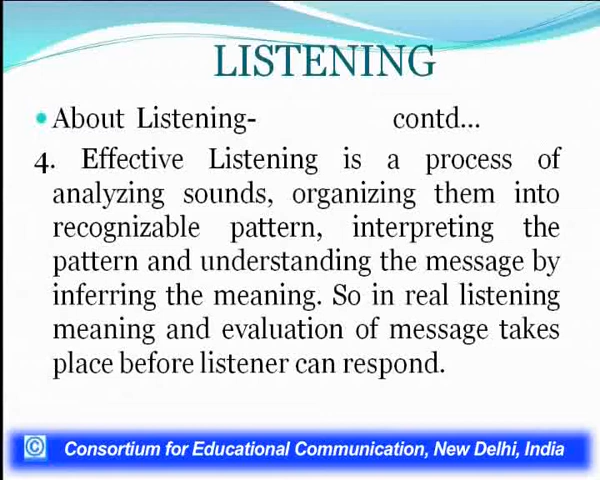 LISTENING
About Listening- contd...
4. Effective Listening is a process of
analyzing sounds, organizing them into
recognizable pattern, interpreting the
pattern and understanding the message by
inferring the meaning. So in real listening
meaning and evaluation of message takes
place before listener can respond.
© Consortium for Educational Communication, New Delhi, India